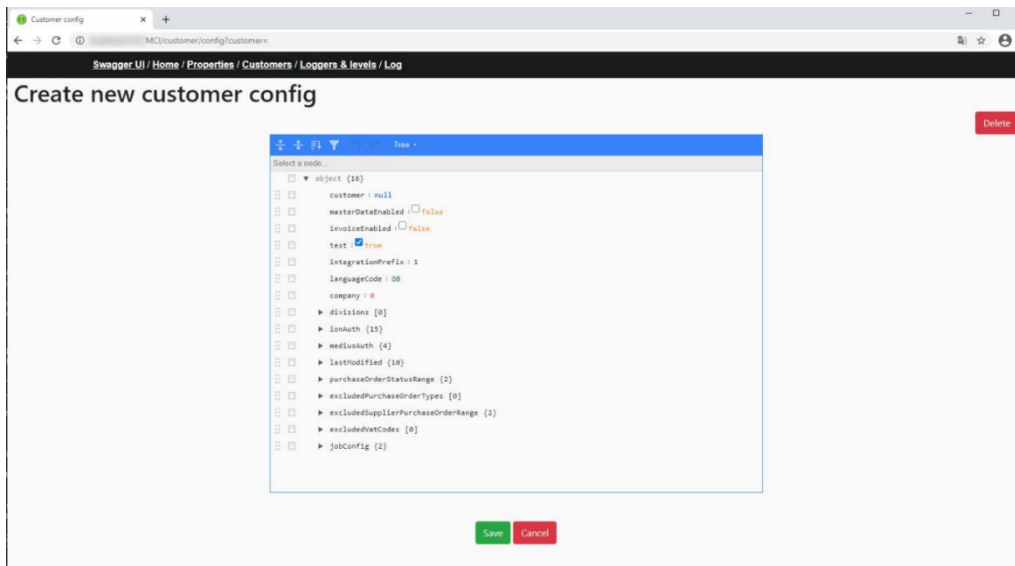 Customer config
MCI/customer/config?customer=
Swagger UI / Home / Properties / Customers / Loggers & levels / Log
Create new customer config
Delete
Tree
Select a node...
object {16}
customer : null
masterDataEnabled : false
invoiceEnabled : false
test : true
integrationPrefix : 1
languageCode : GB
company : 0
divisions [0]
ionAuth {15}
mediusAuth {4}
lastModified {10}
purchaseOrderStatusRange {2}
excludedPurchaseOrderTypes [0]
excludedSupplierPurchaseOrderRange {2}
excludedVatCodes [0]
jobConfig {2}
Save Cancel